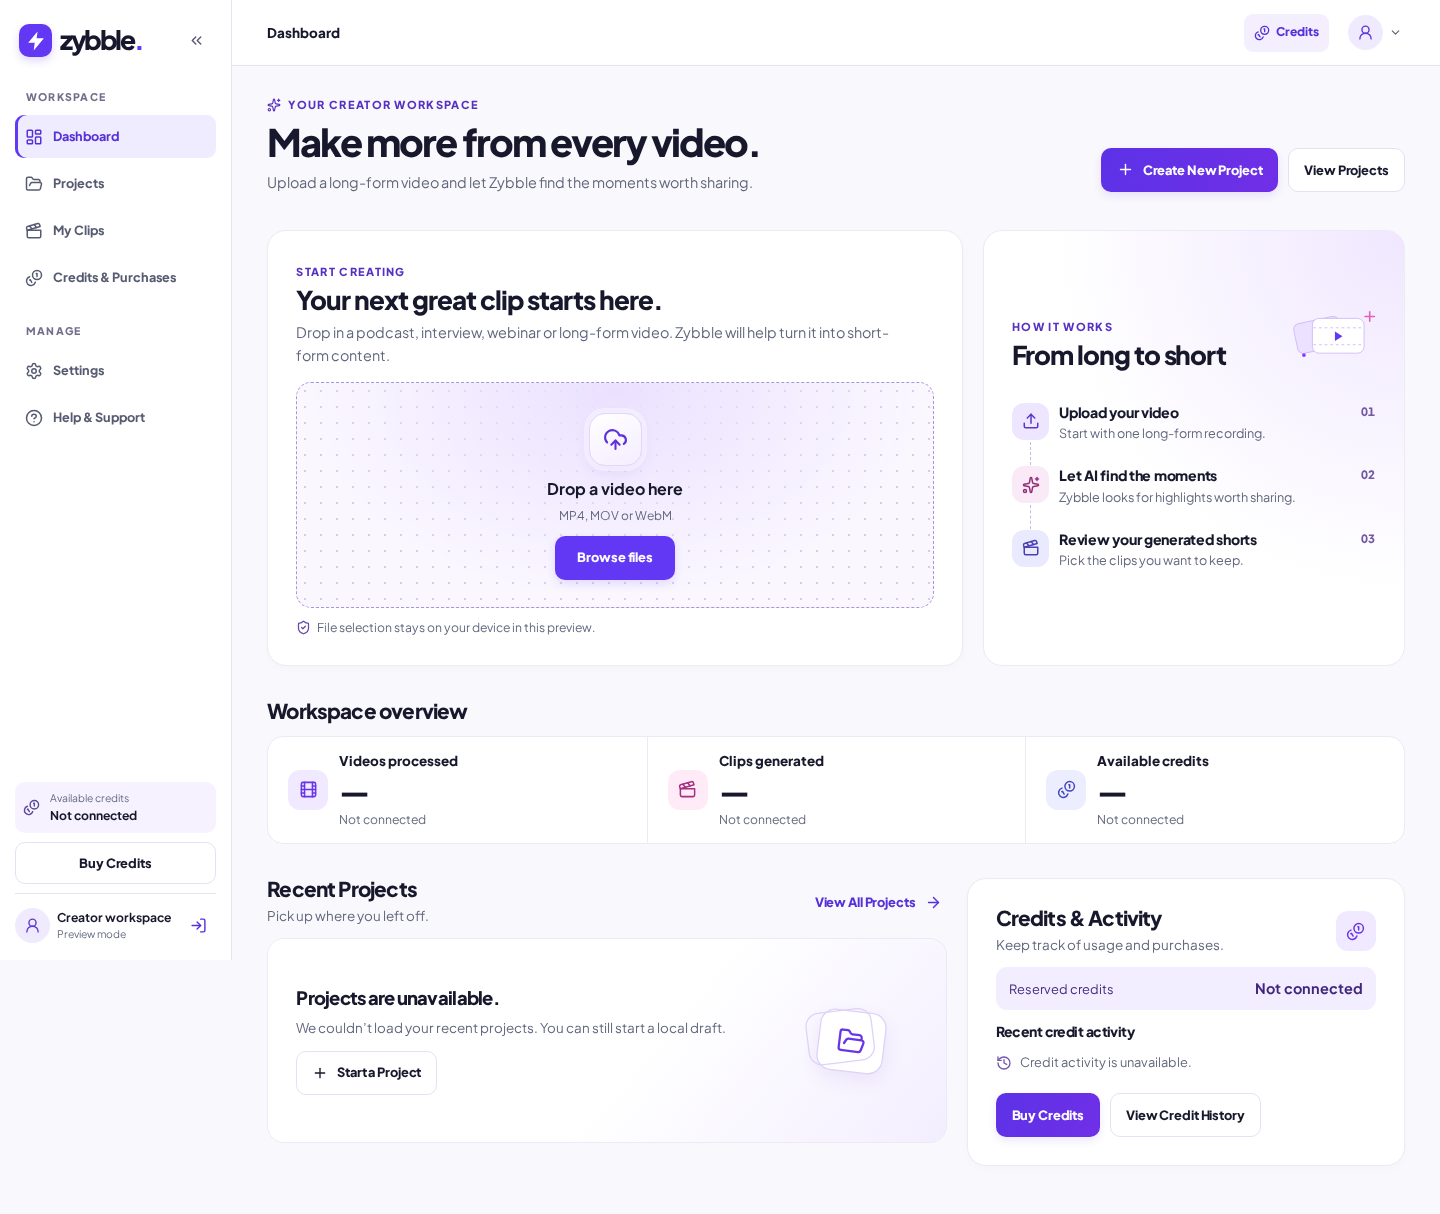 zybble.
WORKSPACE
Dashboard
Projects
My Clips
Credits & Purchases
MANAGE
Settings
Help & Support
Available credits
Not connected
Buy Credits
Creator workspace
Preview mode
Dashboard
Credits
YOUR CREATOR WORKSPACE
Make more from every video.
Upload a long-form video and let Zybble find the moments worth sharing.
Create New Project
View Projects
START CREATING
Your next great clip starts here.
Drop in a podcast, interview, webinar or long-form video. Zybble will help turn it into short-
form content.
Drop a video here
MP4, MOV or WebM
Browse files
File selection stays on your device in this preview.
HOW IT WORKS
From long to short
Upload your video
01
Start with one long-form recording.
Let AI find the moments
02
Zybble looks for highlights worth sharing.
Review your generated shorts
03
Pick the clips you want to keep.
Workspace overview
Videos processed
—
Not connected
Clips generated
—
Not connected
Available credits
—
Not connected
Recent Projects
Pick up where you left off.
View All Projects
Projects are unavailable.
We couldn't load your recent projects. You can still start a local draft.
Start a Project
Credits & Activity
Keep track of usage and purchases.
Reserved credits
Not connected
Recent credit activity
Credit activity is unavailable.
Buy Credits
View Credit History